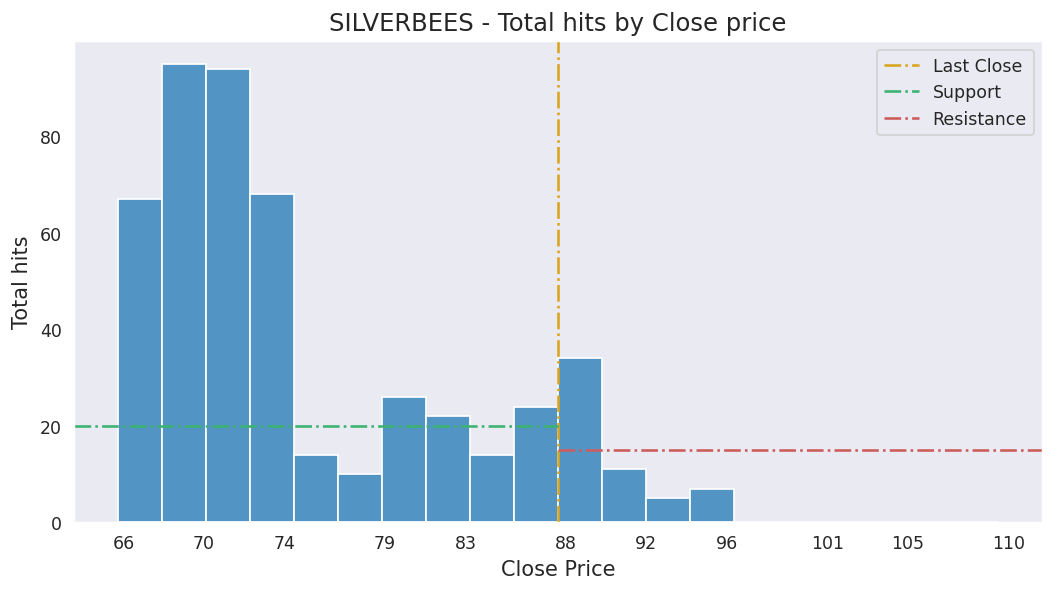 SILVERBEES - Total hits by Close price
Last Close
Support
Resistance
Total hits
80
60
40
20
0
66 70 74 79 83 88 92 96 101 105 110
Close Price